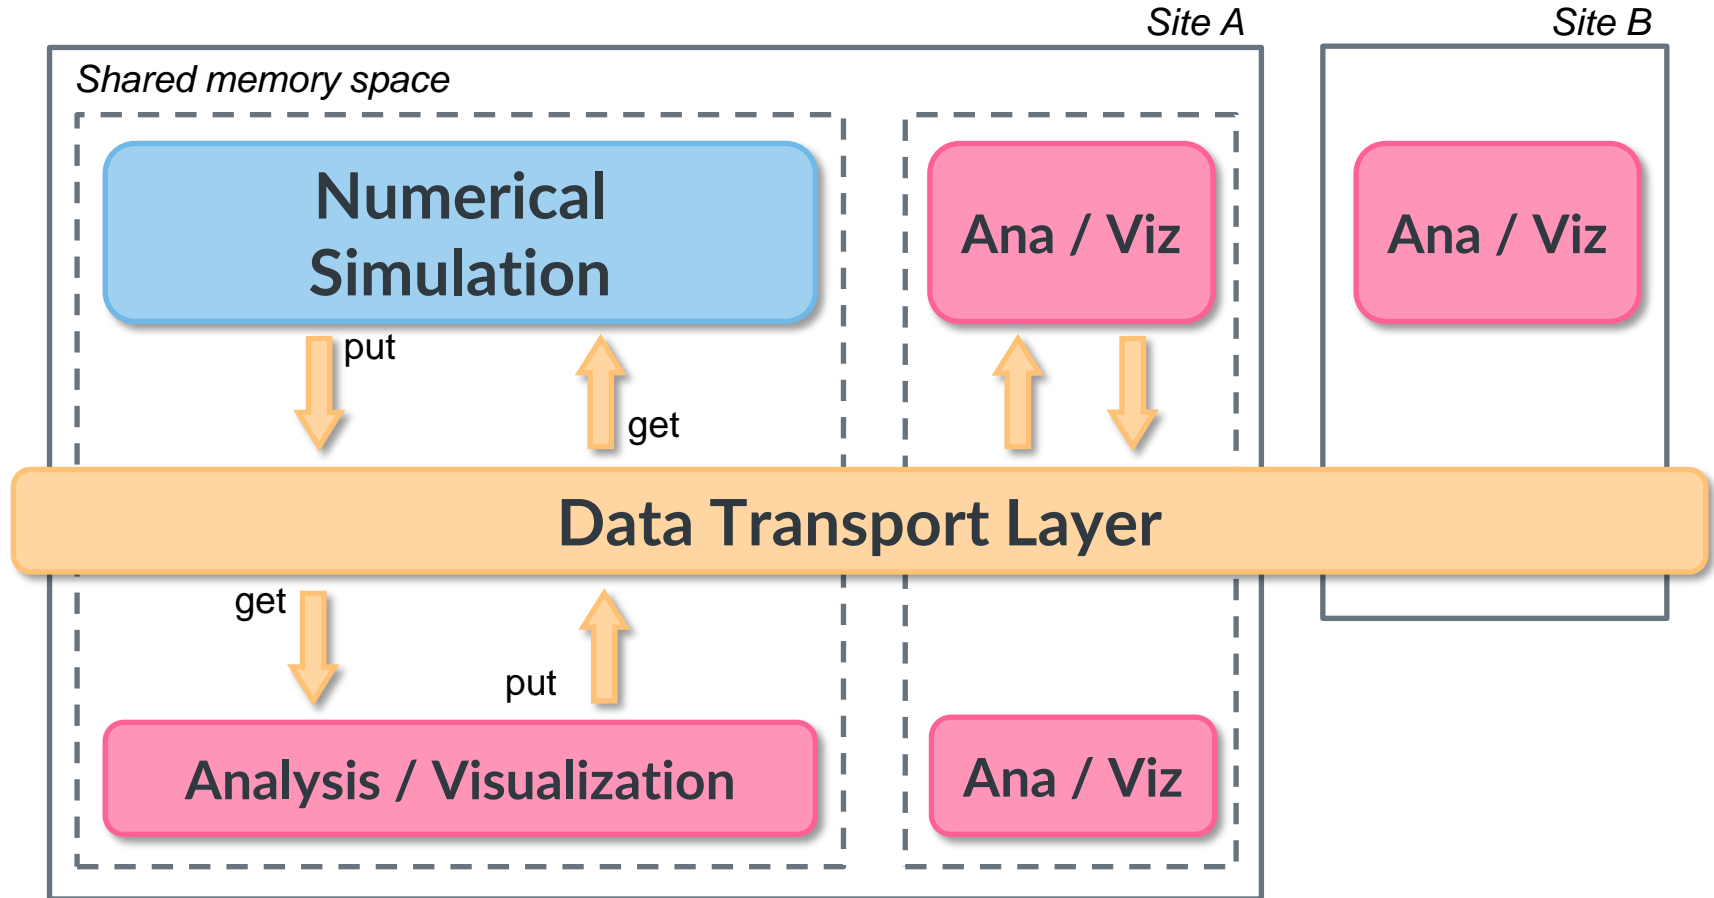 Site A
Site B
Shared memory space
Numerical
Simulation
Ana / Viz
Ana / Viz
put
get
Data Transport Layer
get
put
Analysis / Visualization
Ana / Viz